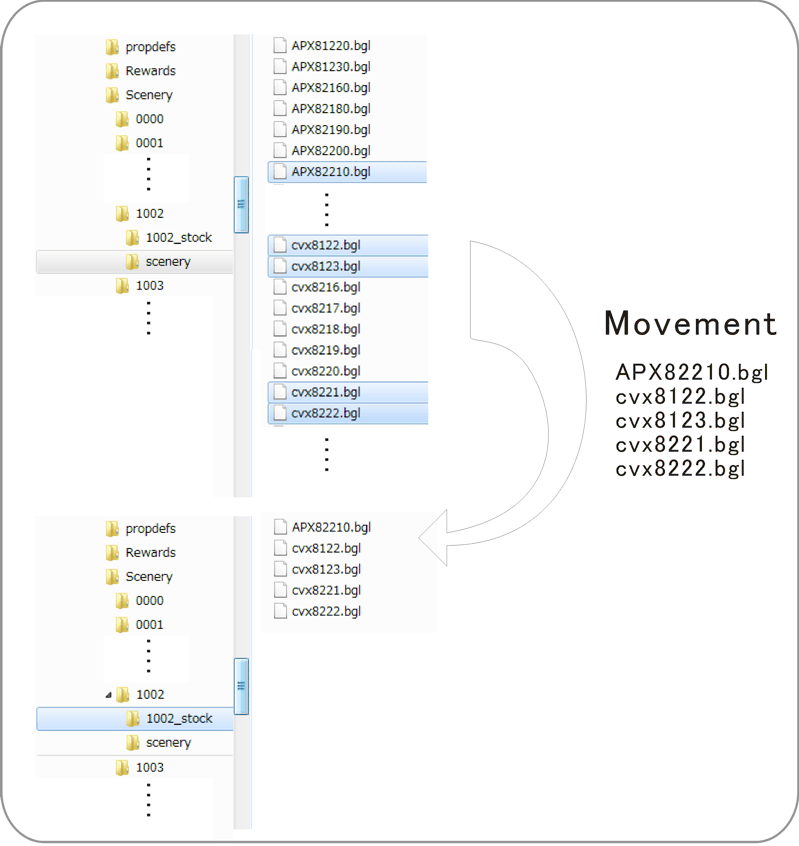 propdefs
Rewards
Scenery
0000
0001
1002
1002_stock
scenery
1003
APX81220.bgl
APX81230.bgl
APX82160.bgl
APX82180.bgl
APX82190.bgl
APX82200.bgl
APX82210.bgl
cvx8122.bgl
cvx8123.bgl
cvx8216.bgl
cvx8217.bgl
cvx8218.bgl
cvx8219.bgl
cvx8220.bgl
cvx8221.bgl
cvx8222.bgl
Movement
APX82210.bgl
cvx8122.bgl
cvx8123.bgl
cvx8221.bgl
cvx8222.bgl
propdefs
Rewards
Scenery
0000
0001
1002
1002_stock
scenery
1003
APX82210.bgl
cvx8122.bgl
cvx8123.bgl
cvx8221.bgl
cvx8222.bgl